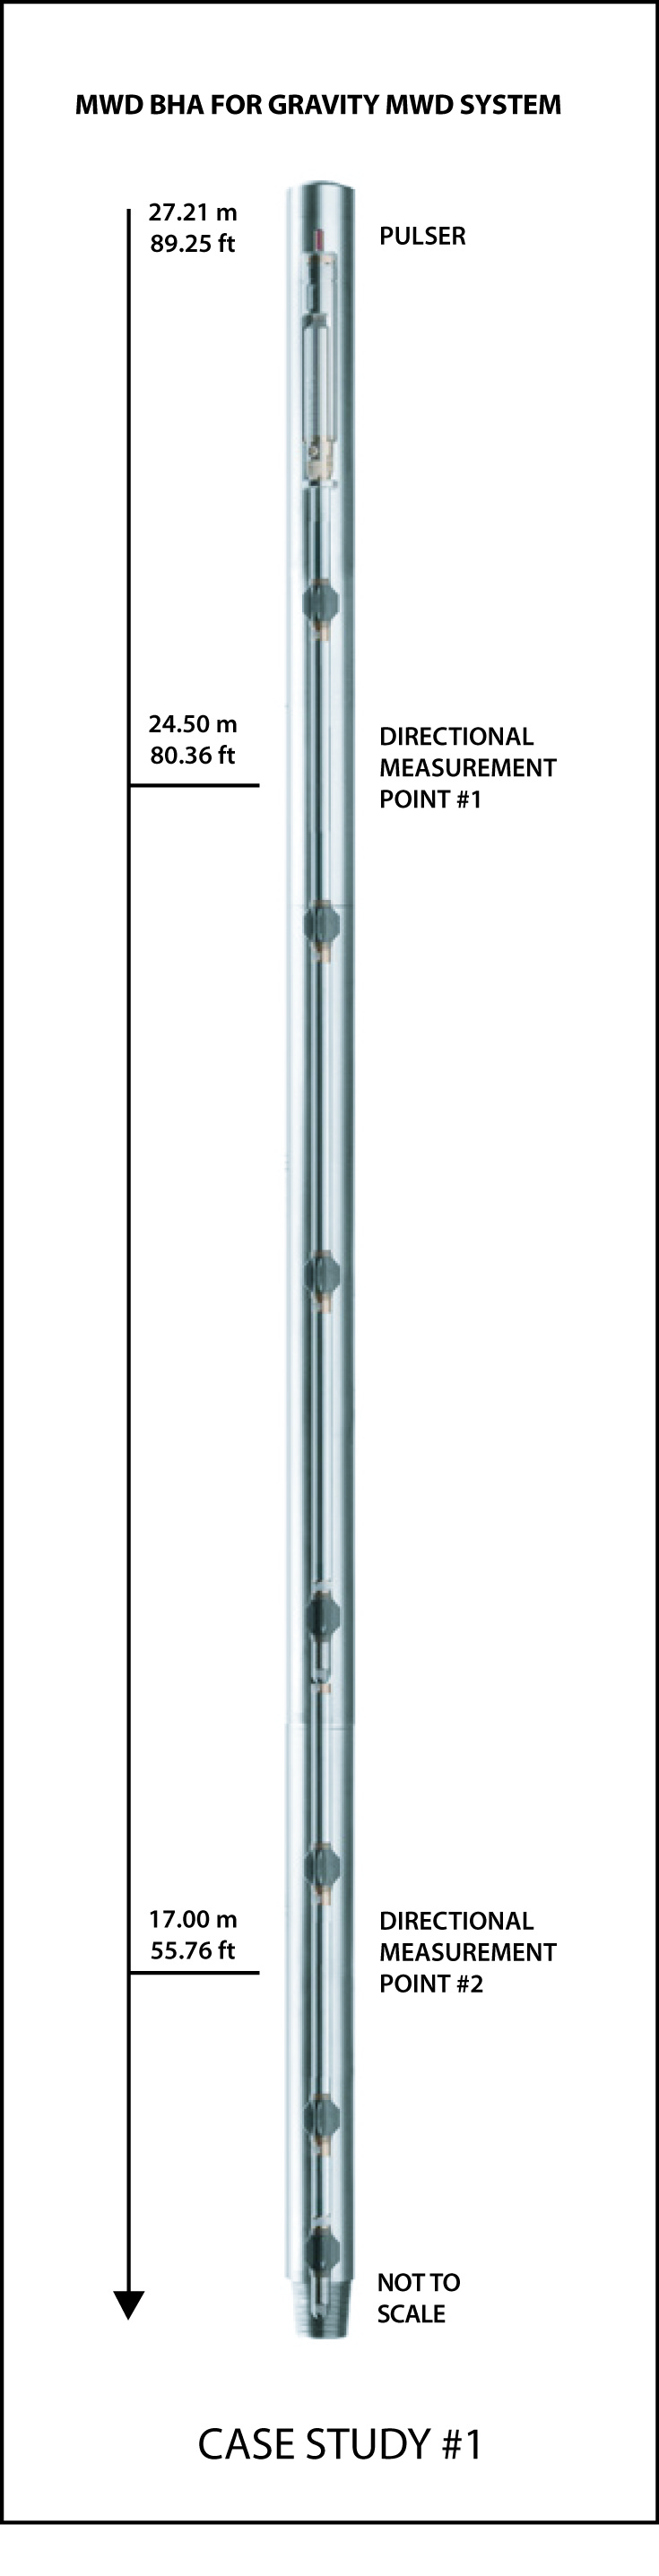 MWD BHA FOR GRAVITY MWD SYSTEM
27.21 m
89.25 ft
PULSER
24.50 m
80.36 ft
DIRECTIONAL
MEASUREMENT
POINT #1
17.00 m
55.76 ft
DIRECTIONAL
MEASUREMENT
POINT #2
NOT TO
SCALE
CASE STUDY #1